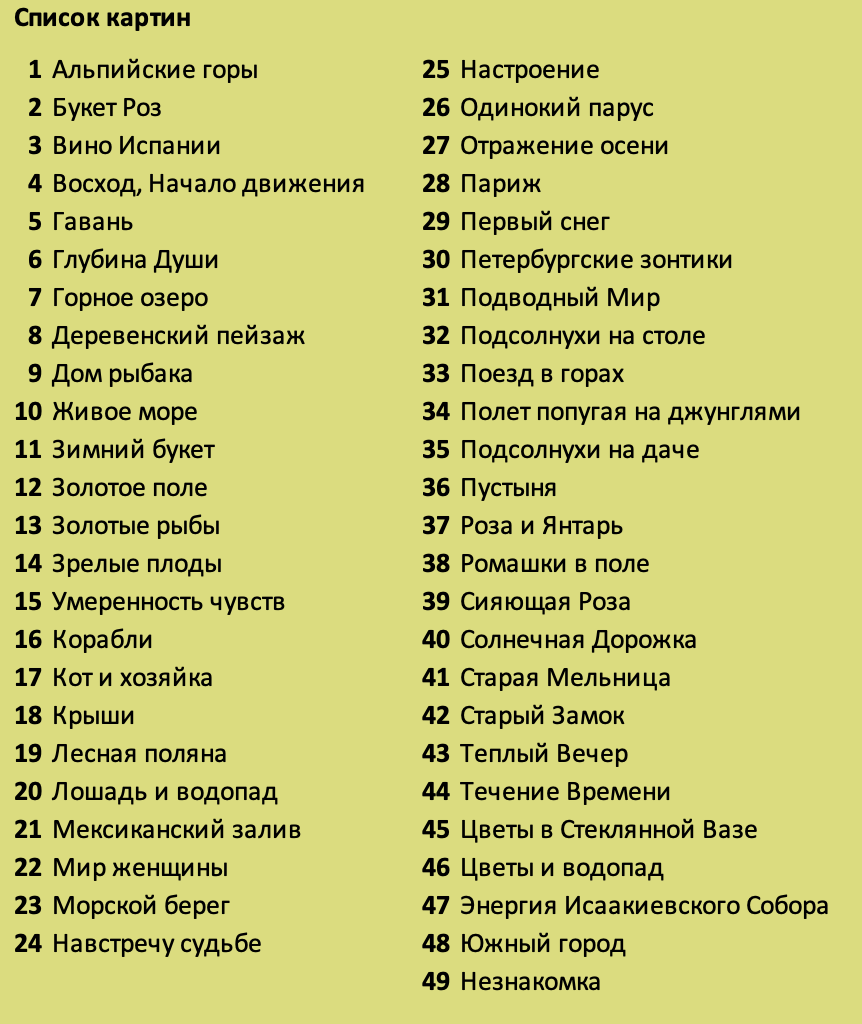 Список картин
1 Альпийские горы
2 Букет Роз
3 Вино Испании
4 Восход, Начало движения
5 Гавань
6 Глубина Души
7 Горное озеро
8 Деревенский пейзаж
9 Дом рыбака
10 Живое море
11 Зимний букет
12 Золотое поле
13 Золотые рыбы
14 Зрелые плоды
15 Умеренность чувств
16 Корабли
17 Кот и хозяйка
18 Крыши
19 Лесная поляна
20 Лошадь и водопад
21 Мексиканский залив
22 Мир женщины
23 Морской берег
24 Навстречу судьбе
25 Настроение
26 Одинокий парус
27 Отражение осени
28 Париж
29 Первый снег
30 Петербургские зонтики
31 Подводный Мир
32 Подсолнухи на столе
33 Поезд в горах
34 Полет попугая на джунглями
35 Подсолнухи на даче
36 Пустыня
37 Роза и Янтарь
38 Ромашки в поле
39 Сияющая Роза
40 Солнечная Дорожка
41 Старая Мельница
42 Старый Замок
43 Теплый Вечер
44 Течение Времени
45 Цветы в Стеклянной Вазе
46 Цветы и водопад
47 Энергия Исаакиевского Собора
48 Южный город
49 Незнакомка